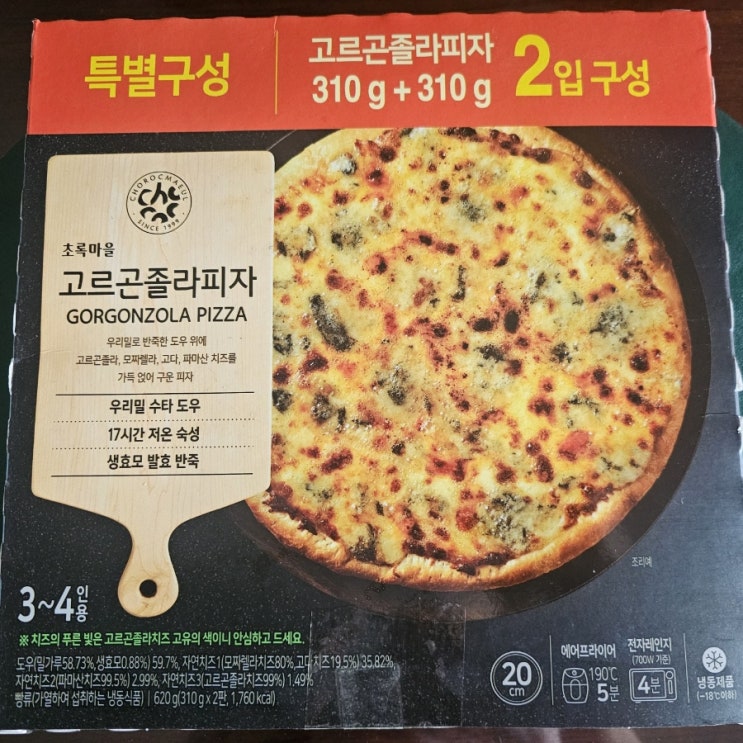 특별구성
고르곤졸라피자
310 g + 310 g
2입 구성
CHOROCMAEUL
SINCE 1999
초록마을
고르곤졸라피자
GORGONZOLA PIZZA
우리밀로 반죽한 도우 위에
고르곤졸라, 모짜렐라, 고다, 파마산 치즈를
가득 얹어 구운 피자
우리밀 수타 도우
17시간 저온 숙성
생효모 발효 반죽
조리예
3~4인용
※ 치즈의 푸른 빛은 고르곤졸라치즈 고유의 색이니 안심하고 드세요.
도우(밀가루58.73%, 생효모0.88%) 59.7%, 자연치즈1(모짜렐라치즈80%, 고다치즈19.5%) 35.82%,
자연치즈2(파마산치즈99.5%) 2.99%, 자연치즈3(고르곤졸라치즈99%) 1.49%
빵류(가열하여 섭취하는 냉동식품) | 620 g(310 g x 2판, 1,760 kcal)
20
cm
에어프라이어
190℃
5분
전자레인지
(700W 기준)
4분
냉동제품
(-18℃이하)